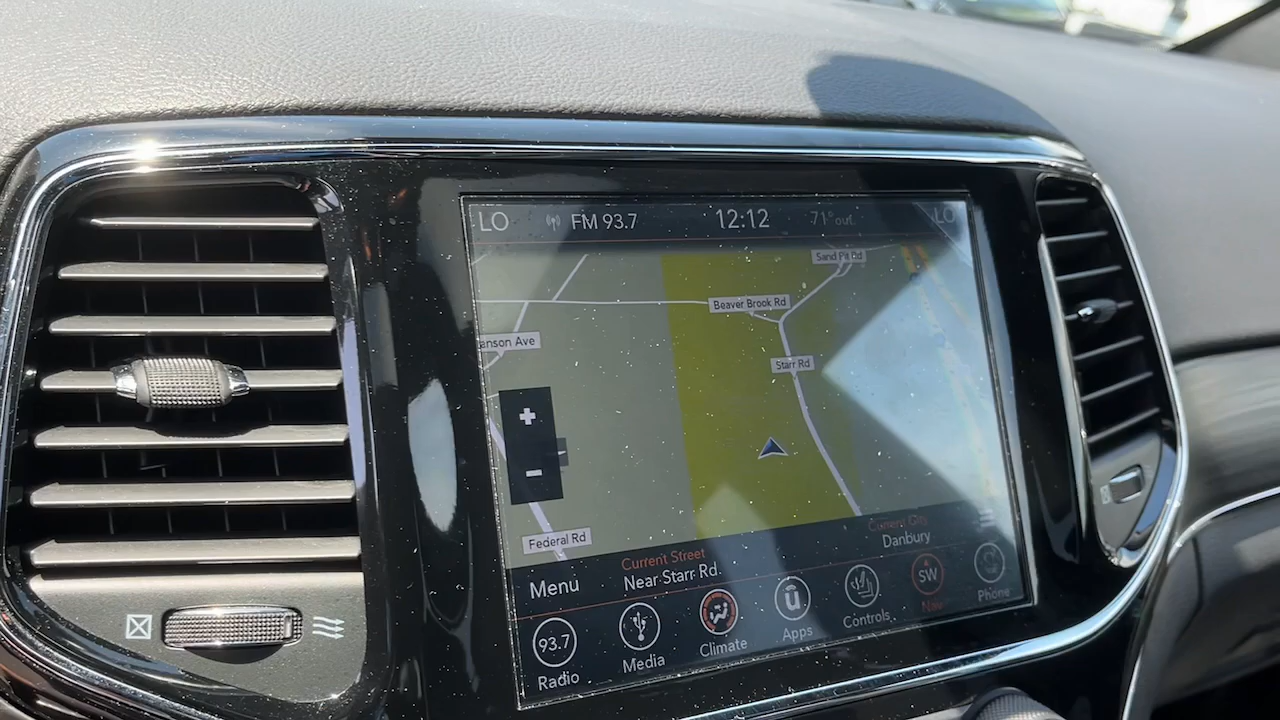 LO FM 93.7 12:12 71° out LO
Sand Pit Rd
Beaver Brook Rd
anson Ave
Starr Rd
+
-
Federal Rd
Current Street
Near Starr Rd
Current City
Danbury
Menu
93.7
SW
Radio
Media
Climate
Apps
Controls
Nav
Phone